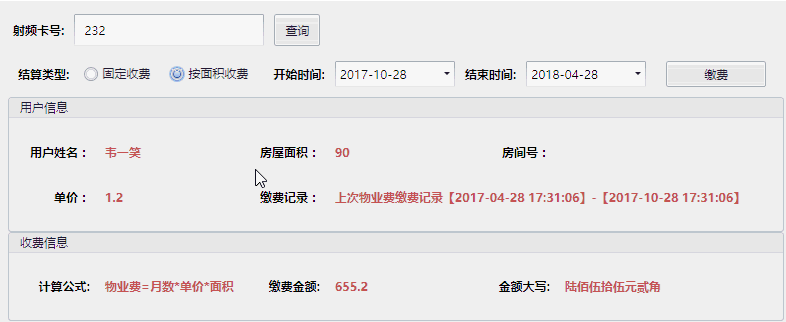 射频卡号: 232 查询
结算类型: 固定收费 按面积收费 开始时间: 2017-10-28 结束时间: 2018-04-28 缴费
用户信息
用户姓名： 韦一笑 房屋面积： 90 房间号：
单价： 1.2 缴费记录： 上次物业费缴费记录【2017-04-28 17:31:06】-【2017-10-28 17:31:06】
收费信息
计算公式: 物业费=月数*单价*面积 缴费金额: 655.2 金额大写: 陆佰伍拾伍元贰角